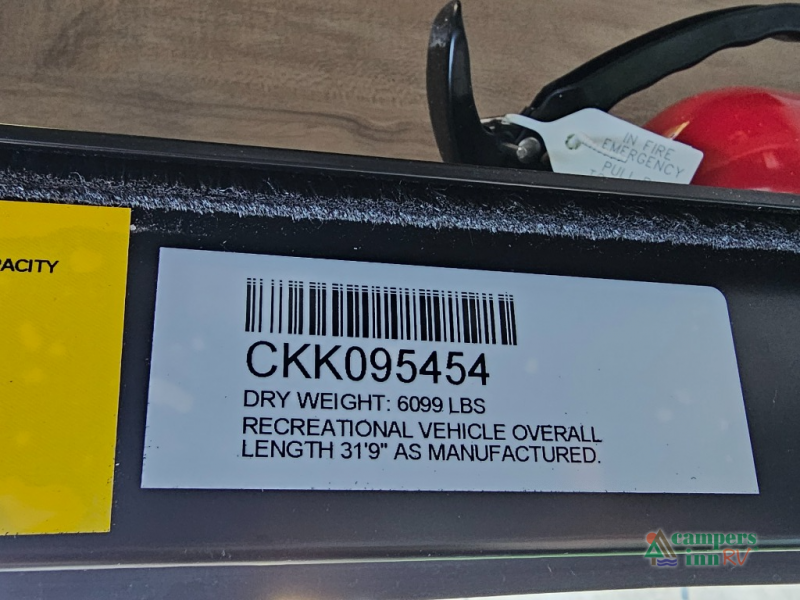 IN FIRE
EMERGENCY
PULL
PACITY
CKK095454
DRY WEIGHT: 6099 LBS
RECREATIONAL VEHICLE OVERALL
LENGTH 31'9" AS MANUFACTURED.
campers
inn RV